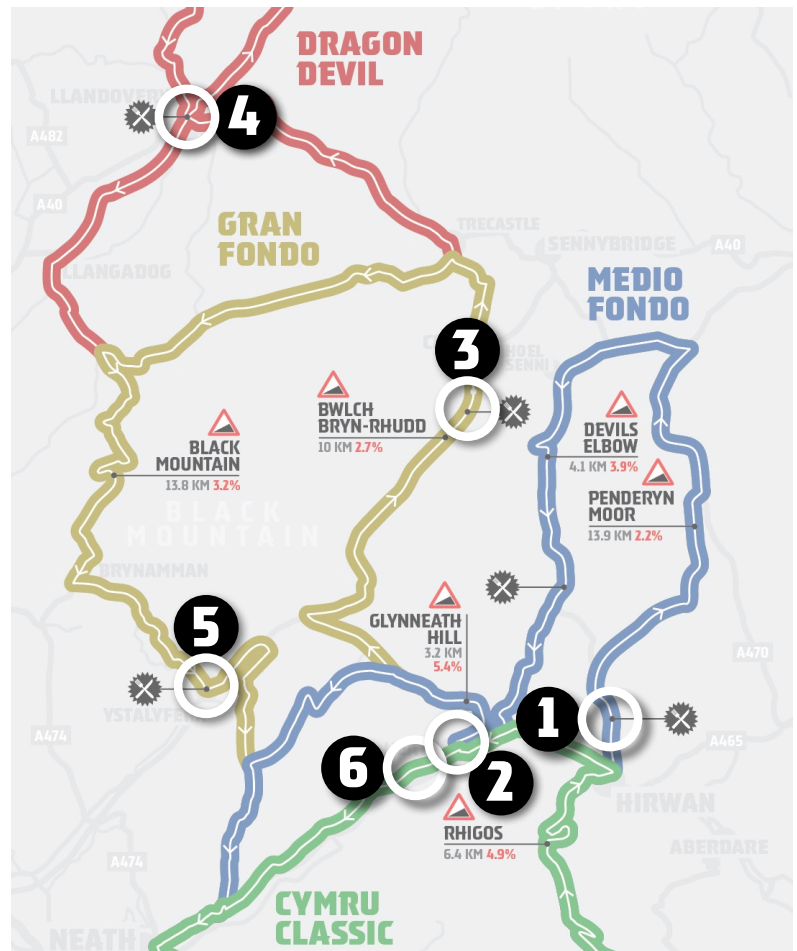 DRAGON
DEVIL
LLANDOVERY
4
A482
A40
GRAN
FONDO
TRECASTLE
SENNYBRIDGE
A40
LLANGADOG
MEDIO
FONDO
3
BWLCH
BRYN-RHUDD
10 KM 2.7%
DEVILS
ELBOW
4.1 KM 3.9%
BLACK
MOUNTAIN
13.8 KM 3.2%
PENDERYN
MOOR
13.9 KM 2.2%
BLACK
MOUNTAIN
BRYNAMMAN
5
GLYNNEATH
HILL
3.2 KM
5.4%
A470
1
A474
A465
6
2
HIRWAN
RHIGOS
6.4 KM 4.9%
ABERDARE
A474
CYMRU
CLASSIC
NEATH